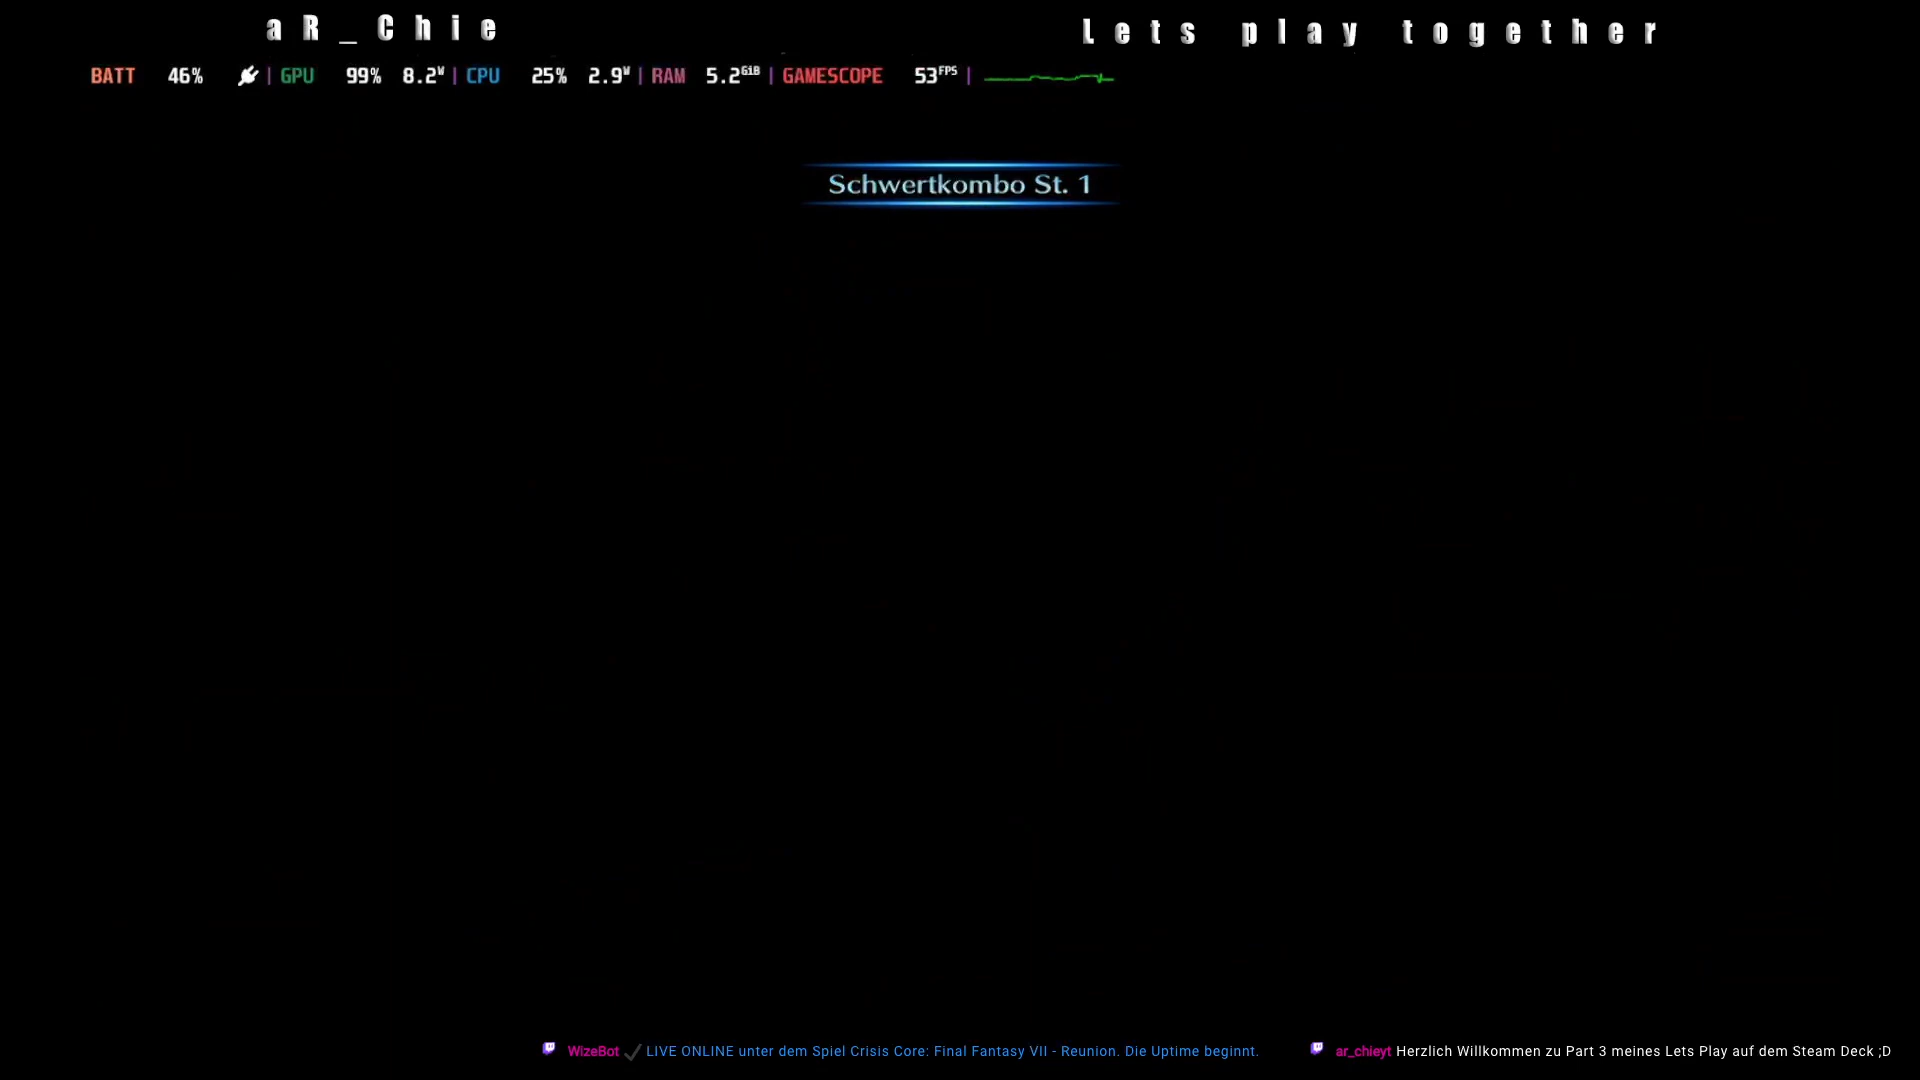 aR_Chie
Lets play together
BATT 46% | GPU 99% 8.2W | CPU 25% 2.9W | RAM 5.2GiB | GAMESCOPE 53FPS |
Schwertkombo St. 1
WizeBot ✓ LIVE ONLINE unter dem Spiel Crisis Core: Final Fantasy VII - Reunion. Die Uptime beginnt. ar_chieyt Herzlich Willkommen zu Part 3 meines Lets Play auf dem Steam Deck ;D